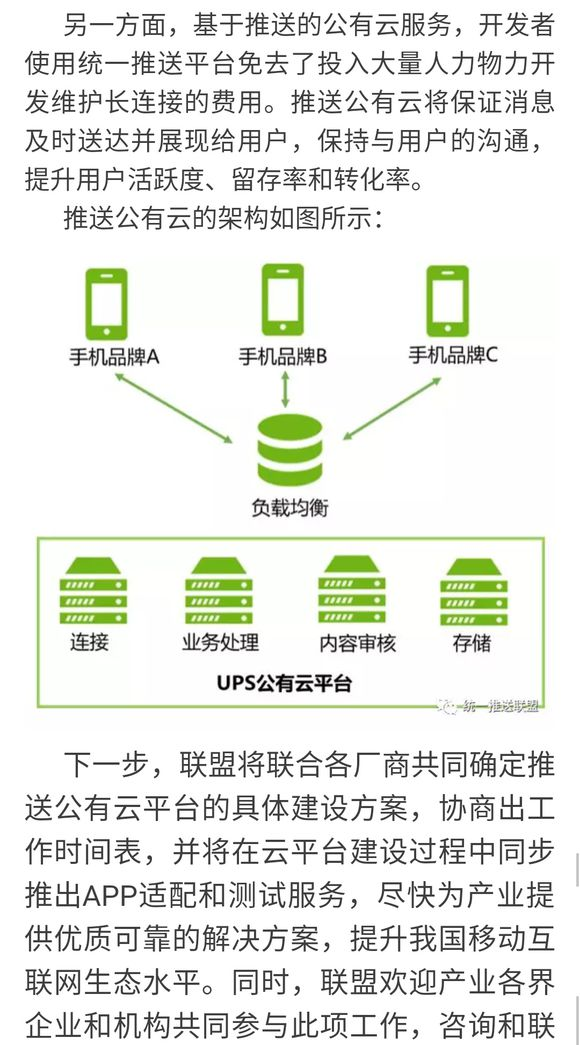 另一方面，基于推送的公有云服务，开发者
使用统一推送平台免去了投入大量人力物力开
发维护长连接的费用。推送公有云将保证消息
及时送达并展现给用户，保持与用户的沟通，
提升用户活跃度、留存率和转化率。
推送公有云的架构如图所示：
手机品牌A
手机品牌B
手机品牌C
负载均衡
连接
业务处理
内容审核
存储
UPS公有云平台
统一推送联盟
下一步，联盟将联合各厂商共同确定推
送公有云平台的具体建设方案，协商出工
作时间表，并将在云平台建设过程中同步
推出APP适配和测试服务，尽快为产业提
供优质可靠的解决方案，提升我国移动互
联网生态水平。同时，联盟欢迎产业各界
企业和机构共同参与此项工作，咨询和联